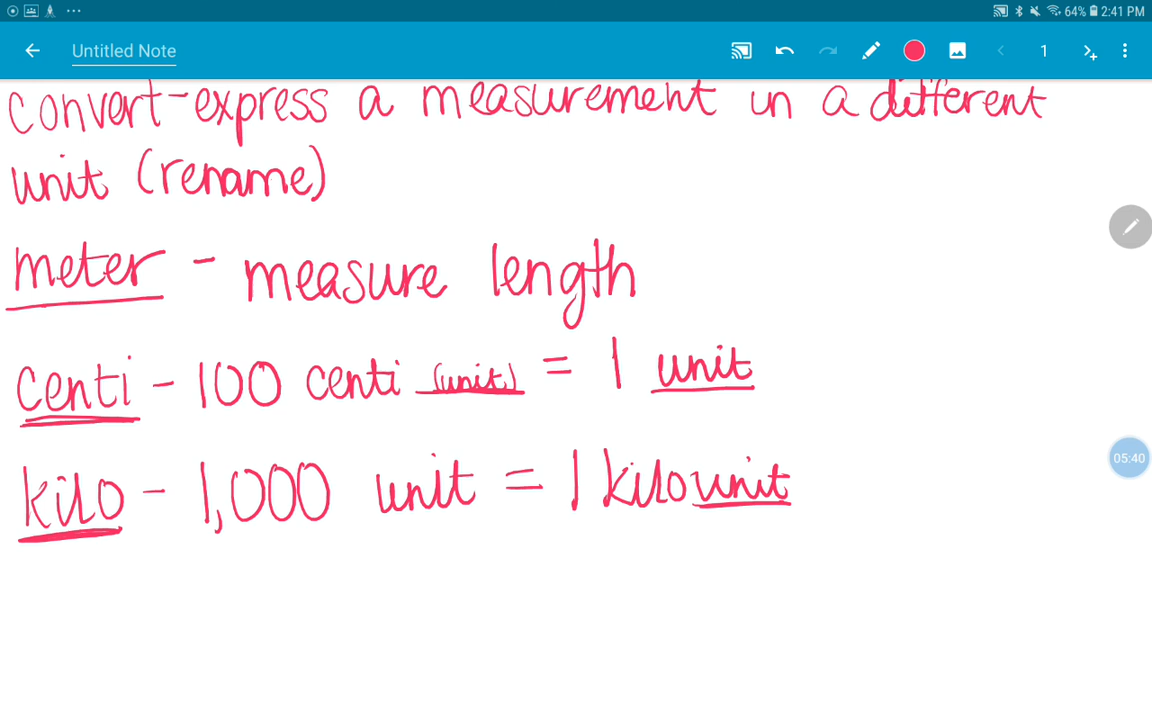 64% 2:41 PM
Untitled Note
1
convert-express a measurement in a different
unit (rename)
meter - measure length
centi - 100 centi (unit) = 1 unit
kilo - 1,000 unit = 1 kilounit
05:40